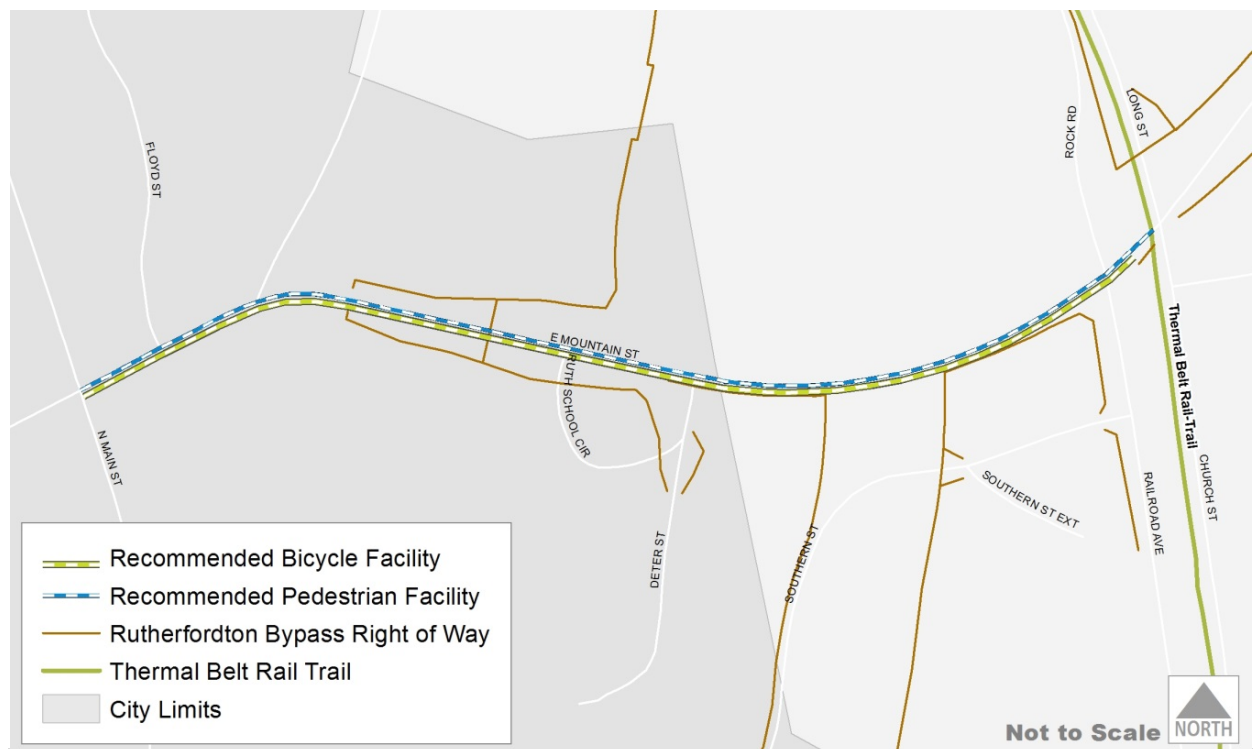 LONG ST
ROCK RD
FLOYD ST
E MOUNTAIN ST
RUTH SCHOOL CIR
Thermal Belt Rail-Trail
N MAIN ST
CHURCH ST
SOUTHERN ST EXT
RAILROAD AVE
DETER ST
SOUTHERN ST
Recommended Bicycle Facility
Recommended Pedestrian Facility
Rutherfordton Bypass Right of Way
Thermal Belt Rail Trail
City Limits
Not to Scale
NORTH